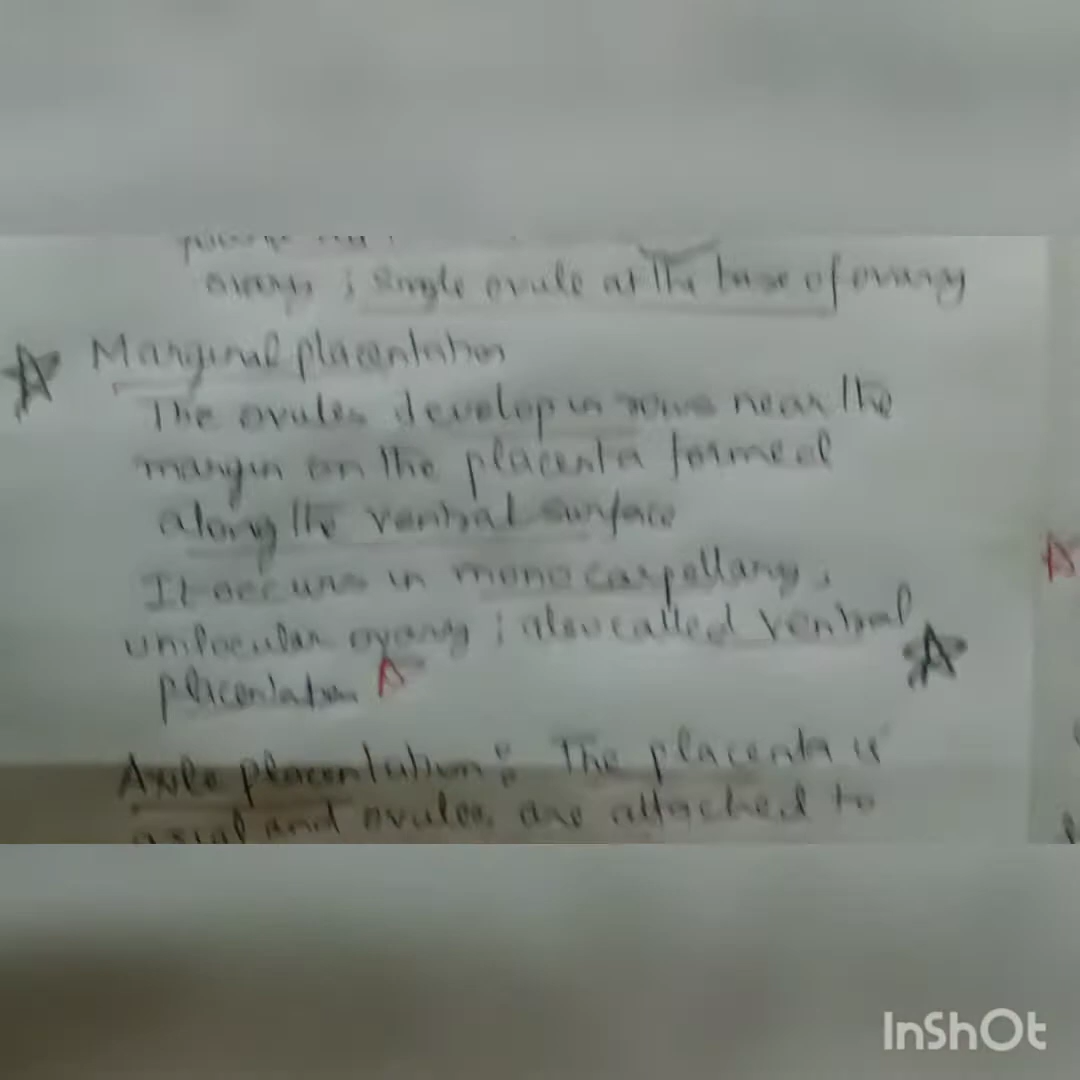 ovary ; single ovule at the base of ovary
Marginal placentation
The ovules develop in rows near the
margin on the placenta formed
along the ventral surface
It occurs in monocarpellary,
unilocular ovary ; also called ventral
placentation
Axile placentation : The placenta is
axial and ovules are attached to
InShOt